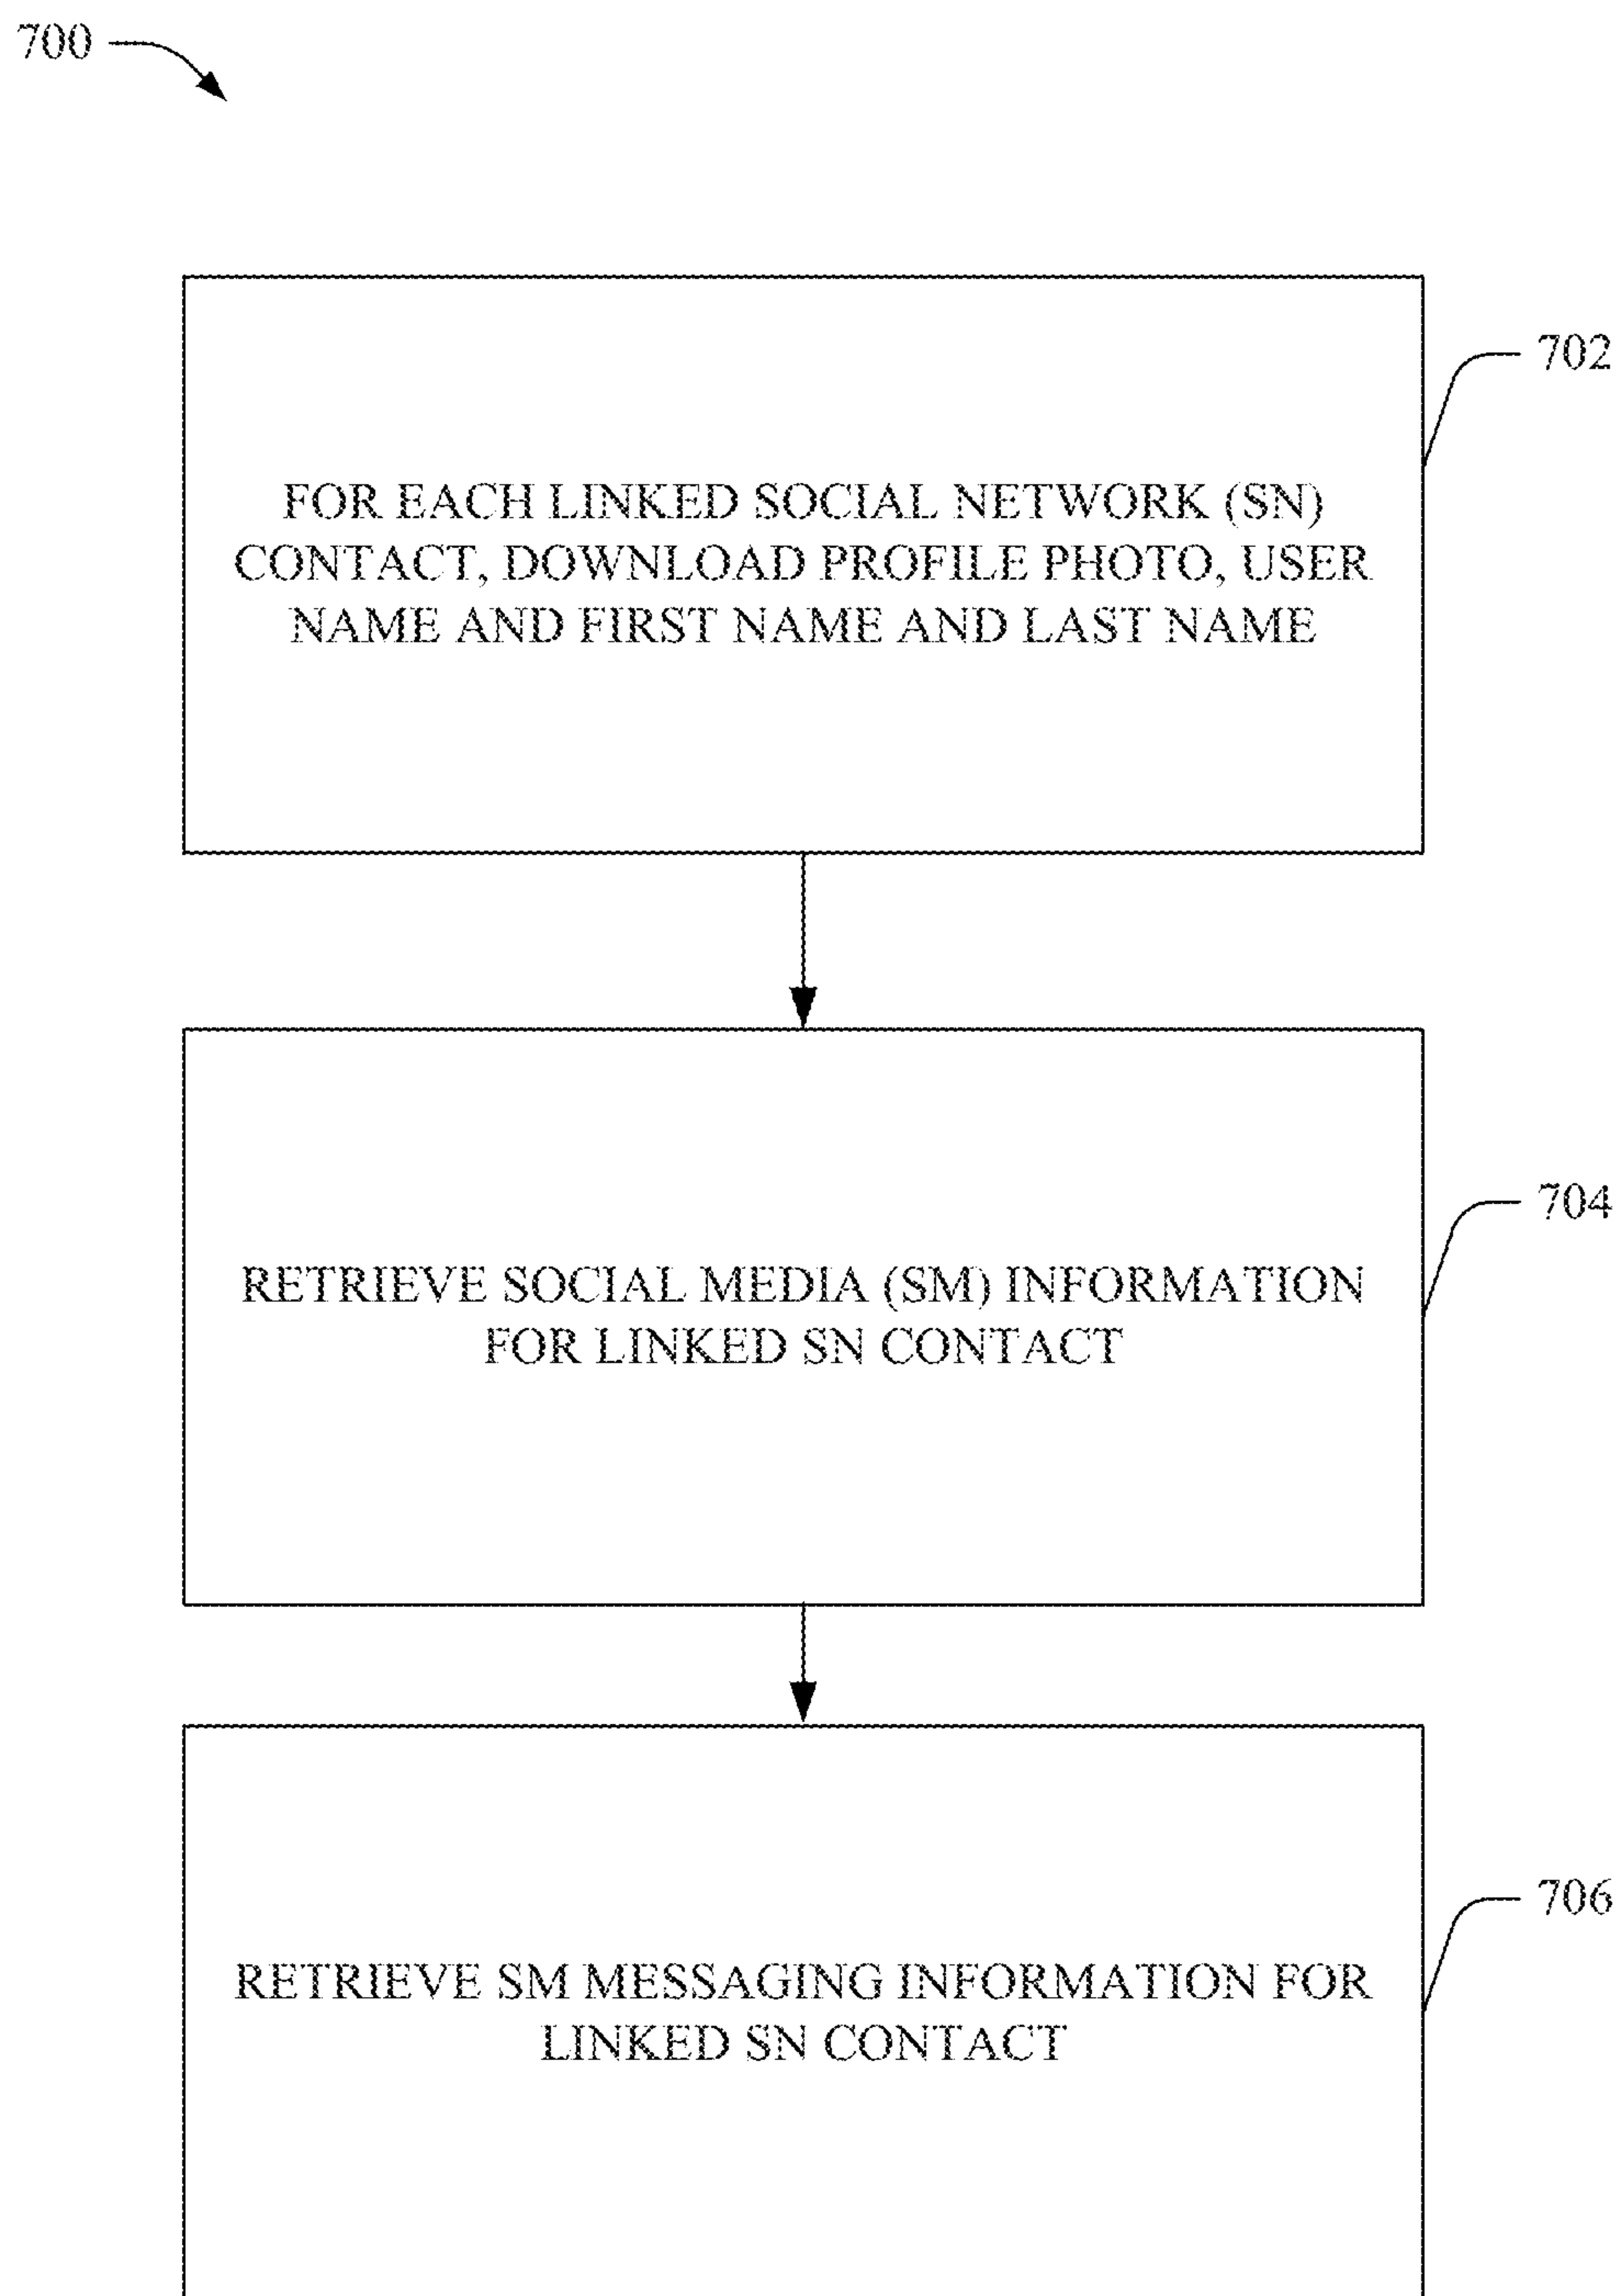 700
702
FOR EACH LINKED SOCIAL NETWORK (SN)
CONTACT, DOWNLOAD PROFILE PHOTO, USER
NAME AND FIRST NAME AND LAST NAME
704
RETRIEVE SOCIAL MEDIA (SM) INFORMATION
FOR LINKED SN CONTACT
706
RETRIEVE SM MESSAGING INFORMATION FOR
LINKED SN CONTACT